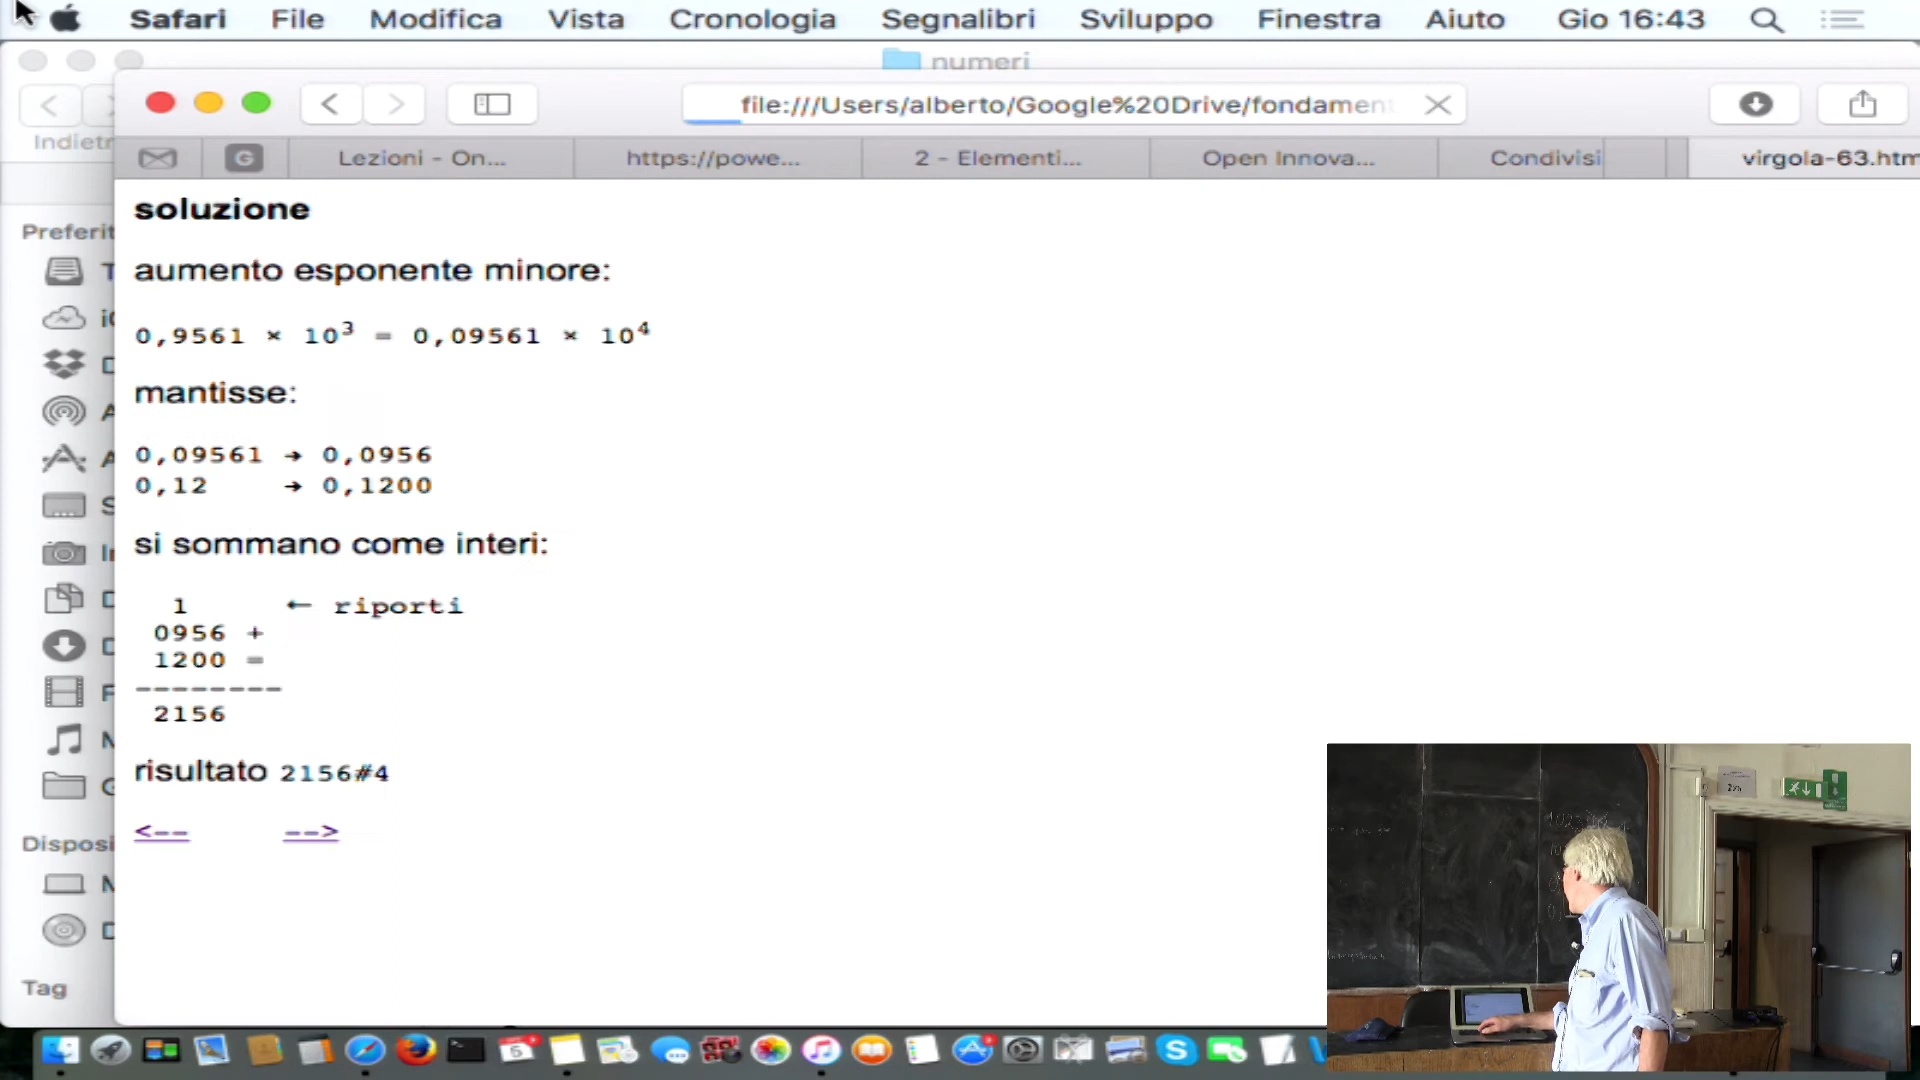 Safari File Modifica Vista Cronologia Segnalibri Sviluppo Finestra Aiuto Gio 16:43
numeri
file:///Users/alberto/Google%20Drive/fondament
Indietr
Lezioni - On... https://powe... 2 - Elementi... Open Innova... Condivisi virgola-63.htm
soluzione
Preferit
aumento esponente minore:
0,9561 × 10³ = 0,09561 × 10⁴
mantisse:
0,09561 → 0,0956
0,12 → 0,1200
si sommano come interi:
1 ← riporti
0956 +
1200 =
--------
2156
risultato 2156#4
<-- -->
Disposi
Tag